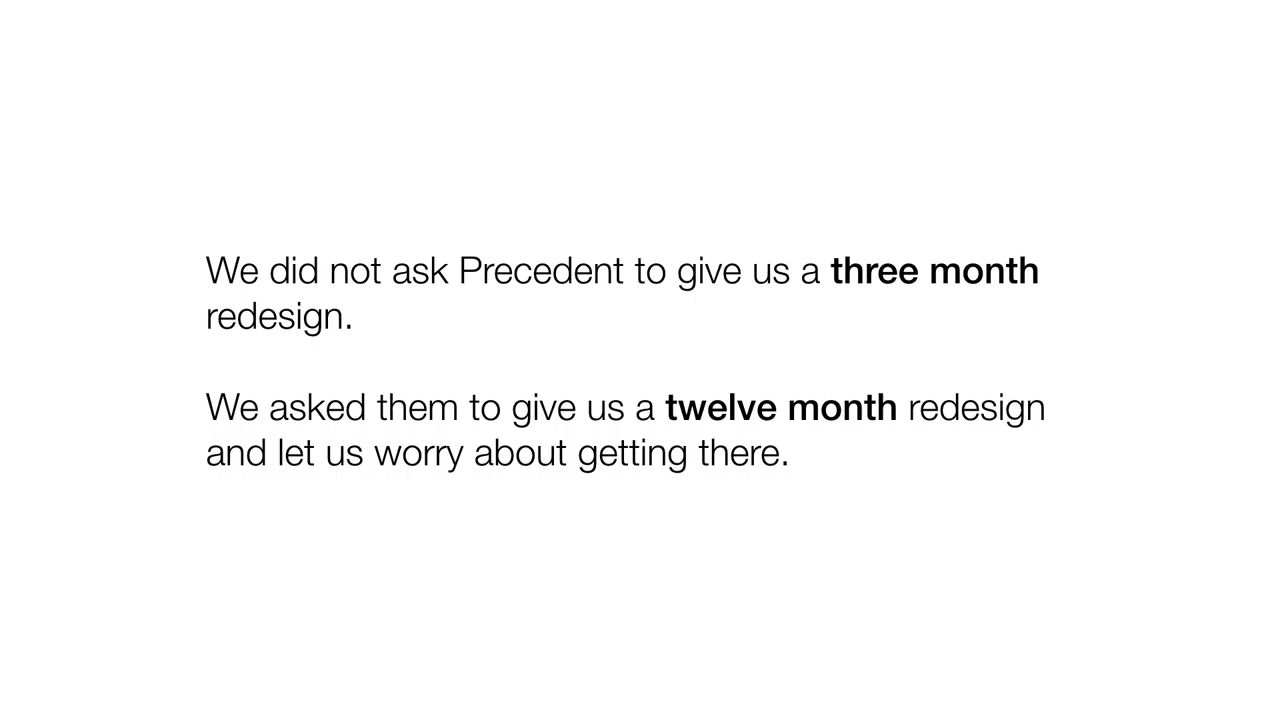 We did not ask Precedent to give us a three month
redesign.
We asked them to give us a twelve month redesign
and let us worry about getting there.